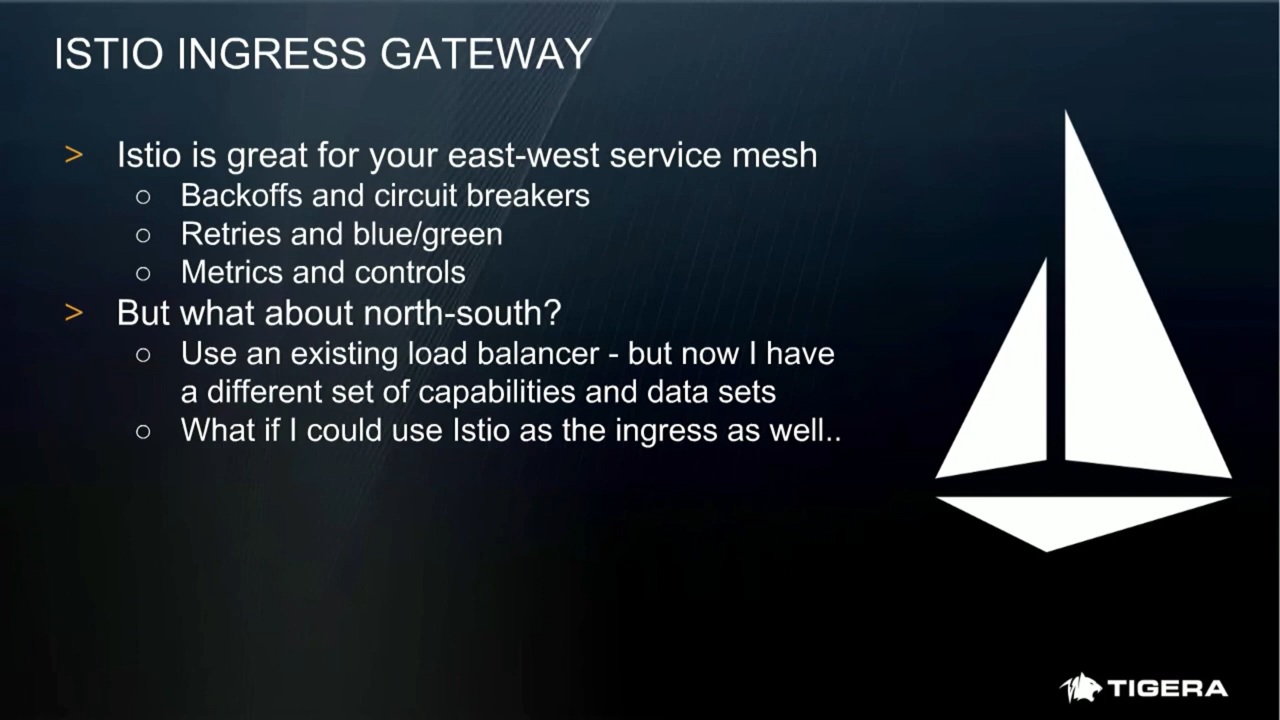 ISTIO INGRESS GATEWAY
> Istio is great for your east-west service mesh
○ Backoffs and circuit breakers
○ Retries and blue/green
○ Metrics and controls
> But what about north-south?
○ Use an existing load balancer - but now I have
a different set of capabilities and data sets
○ What if I could use Istio as the ingress as well..
TIGERA